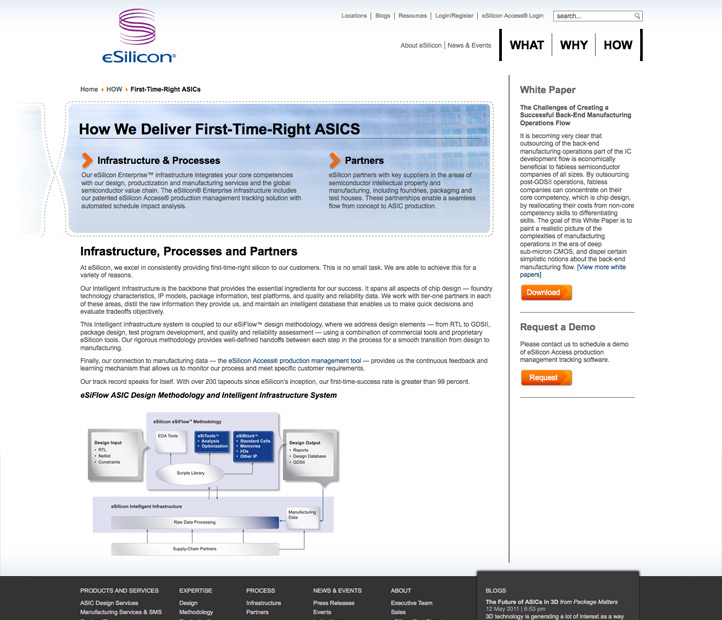 Locations | Blogs | Resources | Login/Register | eSilicon Access® Login
search...
eSilicon®
About eSilicon | News & Events
WHAT
WHY
HOW
Home HOW First-Time-Right ASICs
How We Deliver First-Time-Right ASICS
Infrastructure & Processes
Our eSilicon Enterprise™ infrastructure integrates your core competencies
with our design, productization and manufacturing services and the global
semiconductor value chain. The eSilicon® Enterprise infrastructure includes
our patented eSilicon Access® production management tracking solution with
automated schedule impact analysis.
Partners
eSilicon partners with key suppliers in the areas of
semiconductor intellectual property and
manufacturing, including foundries, packaging and
test houses. These partnerships enable a seamless
flow from concept to ASIC production.
Infrastructure, Processes and Partners
At eSilicon, we excel in consistently providing first-time-right silicon to our customers. This is no small task. We are able to achieve this for a
variety of reasons.
Our Intelligent Infrastructure is the backbone that provides the essential ingredients for our success. It spans all aspects of chip design — foundry
technology characteristics, IP models, package information, test platforms, and quality and reliability data. We work with tier-one partners in each
of these areas, distil the raw information they provide us, and maintain an intelligent database that enables us to make quick decisions and
evaluate tradeoffs objectively.
This Intelligent Infrastructure system is coupled to our eSiFlow™ design methodology, where we address design elements — from RTL to GDSII,
package design, test program development, and quality and reliability assessment — using a combination of commercial tools and proprietary
eSilicon tools. Our rigorous methodology provides well-defined handoffs between each step in the process for a smooth transition from design to
manufacturing.
Finally, our connection to manufacturing data — the eSilicon Access® production management tool — provides us the continuous feedback and
learning mechanism that allows us to monitor our process and meet specific customer requirements.
Our track record speaks for itself. With over 200 tapeouts since eSilicon's inception, our first-time-success rate is greater than 99 percent.
eSiFlow ASIC Design Methodology and Intelligent Infrastructure System
eSilicon eSiFlow™ Methodology
Design Input
• RTL
• Netlist
• Constraints
EDA Tools
eSiTools™
• Analysis
• Optimization
eSiBlock™
• Standard Cells
• Memories
• I/Os
• Other IP
Design Output
• Reports
• Design Database
• GDSII
Scripts Library
eSilicon Intelligent Infrastructure
Raw Data Processing
Manufacturing
Data
Supply-Chain Partners
White Paper
The Challenges of Creating a
Successful Back-End Manufacturing
Operations Flow
It is becoming very clear that
outsourcing of the back-end
manufacturing operations part of the IC
development flow is economically
beneficial to fabless semiconductor
companies of all sizes. By outsourcing
post-GDSII operations, fabless
companies can concentrate on their
core competency, which is chip design,
by reallocating their costs from non-core
competency skills to differentiating
skills. The goal of this White Paper is to
paint a realistic picture of the
complexities of manufacturing
operations in the era of deep
sub-micron CMOS, and dispel certain
simplistic notions about the back-end
manufacturing flow. [View more white
papers]
Download
Request a Demo
Please contact us to schedule a demo
of eSilicon Access production
management tracking software.
Request
PRODUCTS AND SERVICES
ASIC Design Services
Manufacturing Services & SMS
EXPERTISE
Design
Methodology
PROCESS
Infrastructure
Partners
NEWS & EVENTS
Press Releases
Events
ABOUT
Executive Team
Sales
BLOGS
The Future of ASICs In 3D from Package Matters
12 May 2011 | 6:53 pm
3D technology is generating a lot of interest as a way